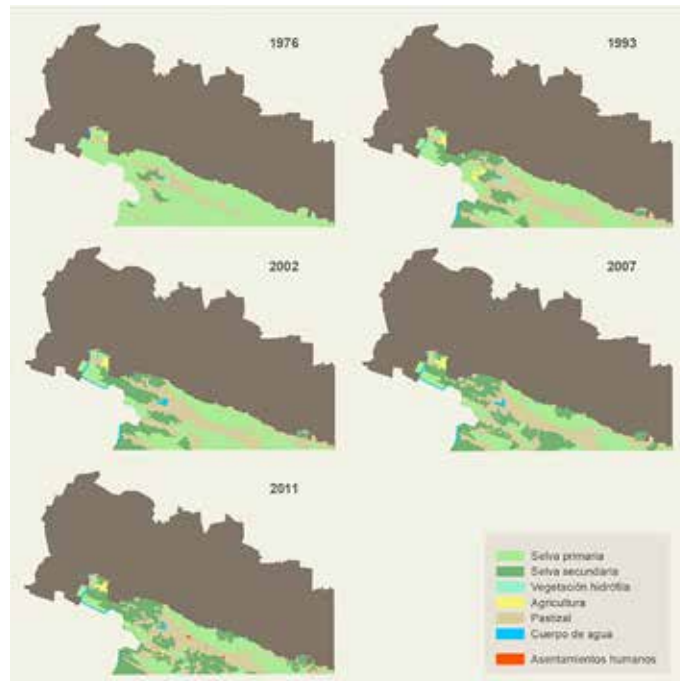 1976
1993
2002
2007
2011
Selva primaria
Selva secundaria
Vegetación hidrófila
Agricultura
Pastizal
Cuerpo de agua
Asentamientos humanos